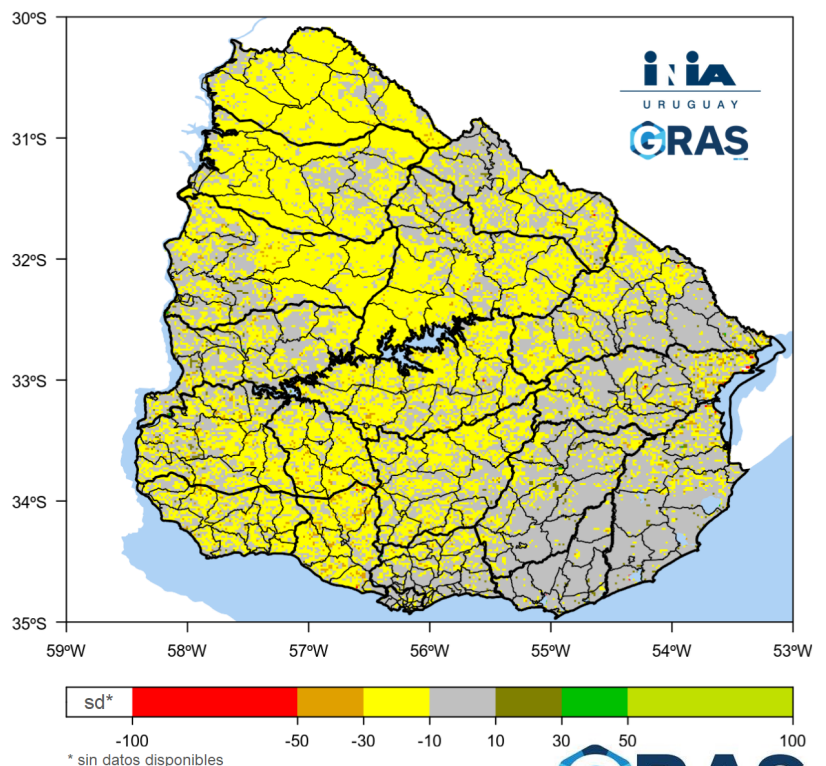 30ºS
31ºS
32ºS
33ºS
34ºS
35ºS
59ºW
58ºW
57ºW
56ºW
55ºW
54ºW
53ºW
iNiA
URUGUAY
GRAS
sd*
-100
-50
-30
-10
10
30
50
100
* sin datos disponibles
GRAS